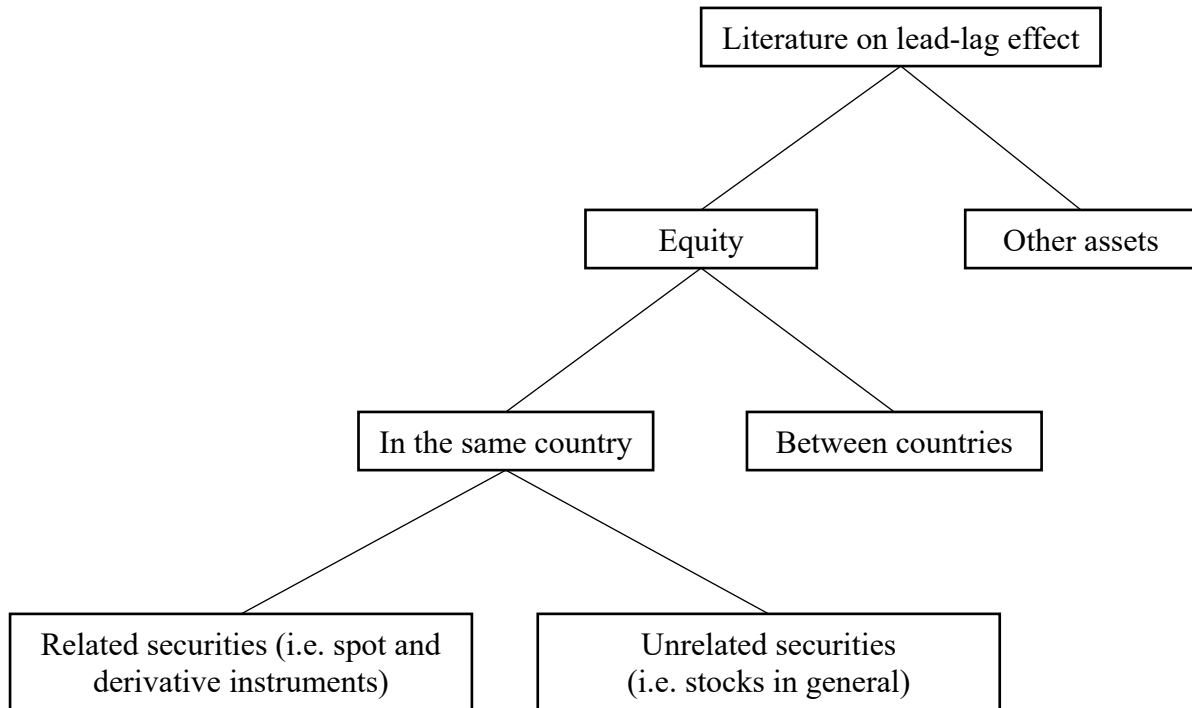 Literature on lead-lag effect
Equity
Other assets
In the same country
Between countries
Related securities (i.e. spot and
derivative instruments)
Unrelated securities
(i.e. stocks in general)